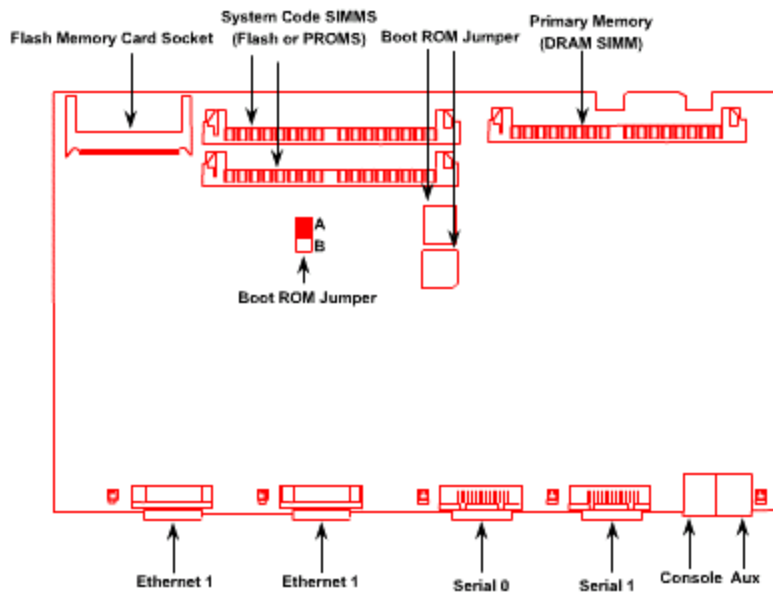 Flash Memory Card Socket
System Code SIMMS
(Flash or PROMS)
Boot ROM Jumper
Primary Memory
(DRAM SIMM)
A
B
Boot ROM Jumper
Ethernet 1
Ethernet 1
Serial 0
Serial 1
Console Aux